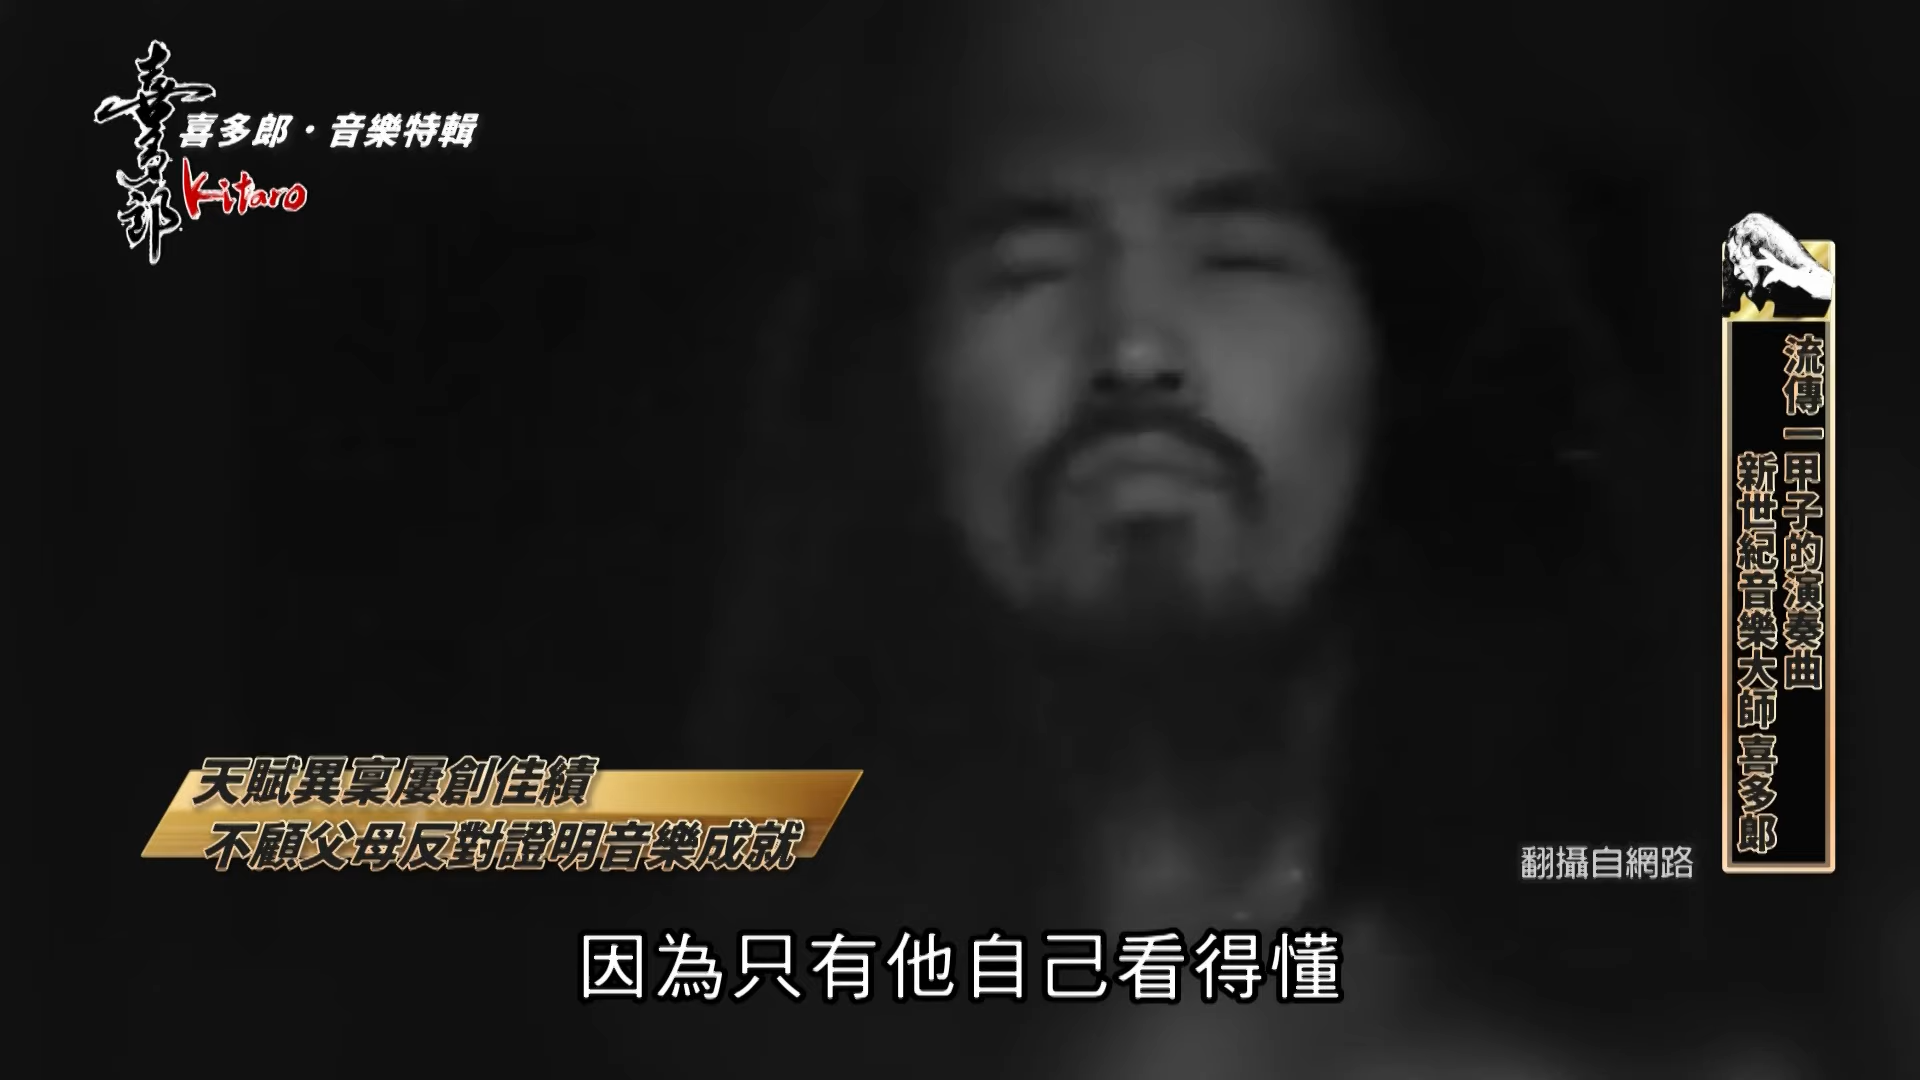 喜多郎
喜多郎·音樂特輯
Kitaro
流傳一甲子的演奏曲
新世紀音樂大師 喜多郎
天賦異稟屢創佳績
不顧父母反對證明音樂成就
翻攝自網路
因為只有他自己看得懂